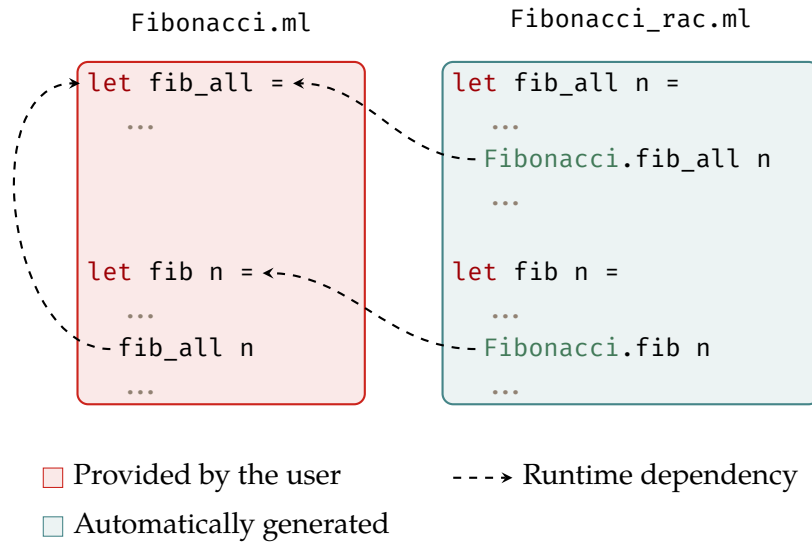 Fibonacci.ml
let fib_all =
...
let fib n =
...
fib_all n
...
Fibonacci_rac.ml
let fib_all n =
...
Fibonacci.fib_all n
...
let fib n =
...
Fibonacci.fib n
...
Provided by the user
Automatically generated
Runtime dependency